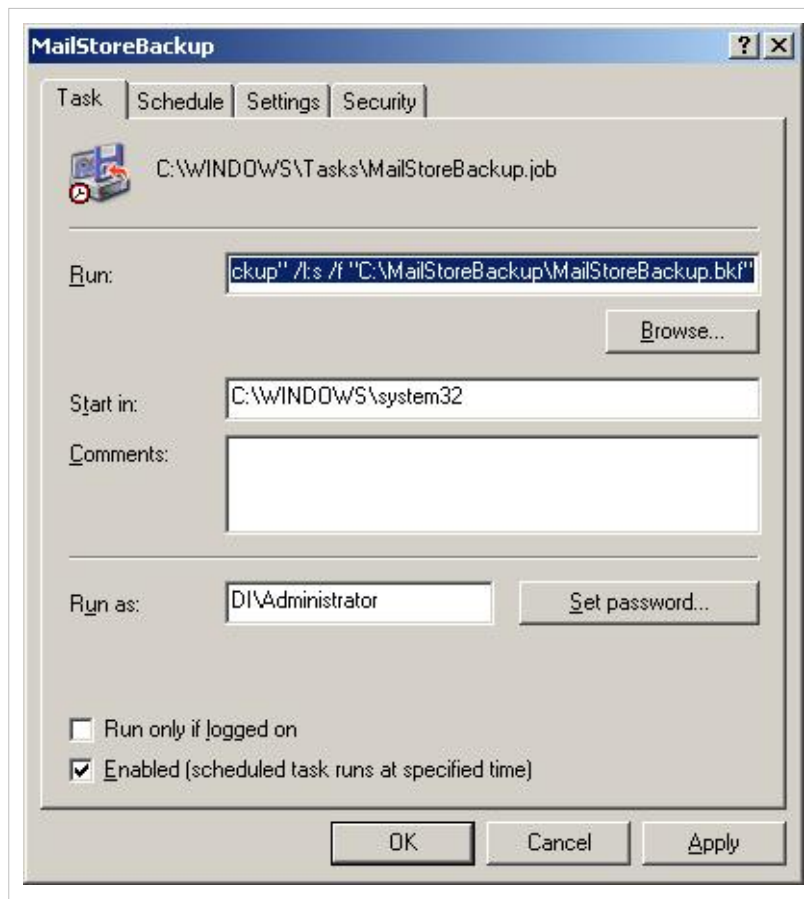 MailStoreBackup
Task Schedule Settings Security
C:\WINDOWS\Tasks\MailStoreBackup.job
Run: ckup" /l:s /f "C:\MailStoreBackup\MailStoreBackup.bkf"
Browse...
Start in: C:\WINDOWS\system32
Comments:
Run as: DI\Administrator Set password...
Run only if logged on
Enabled (scheduled task runs at specified time)
OK Cancel Apply